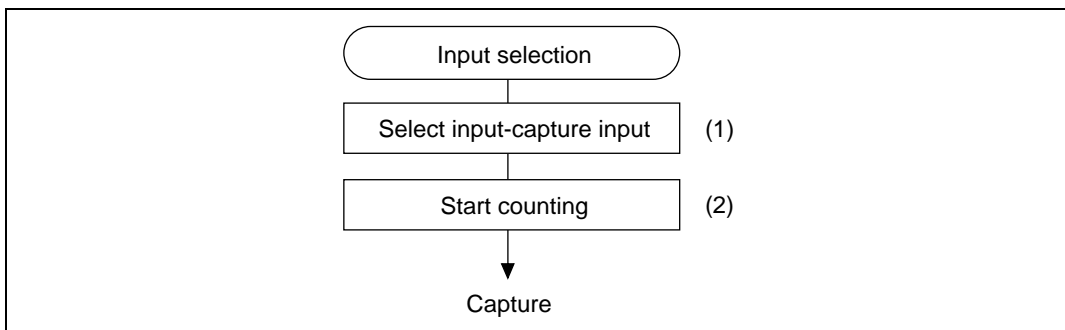 Input selection
Select input-capture input (1)
Start counting (2)
Capture